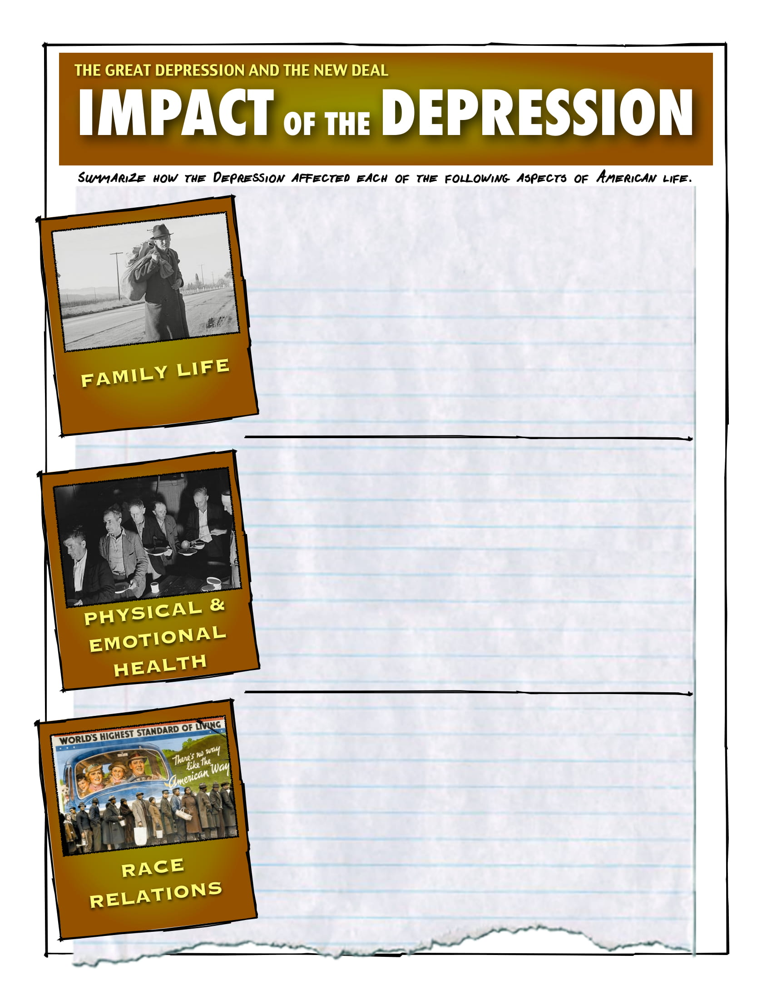 THE GREAT DEPRESSION AND THE NEW DEAL
IMPACT OF THE DEPRESSION
SUMMARIZE HOW THE DEPRESSION AFFECTED EACH OF THE FOLLOWING ASPECTS OF AMERICAN LIFE.
FAMILY LIFE
PHYSICAL &
EMOTIONAL
HEALTH
WORLD'S HIGHEST STANDARD OF LIVING
There's no way
like the
American Way
RACE
RELATIONS